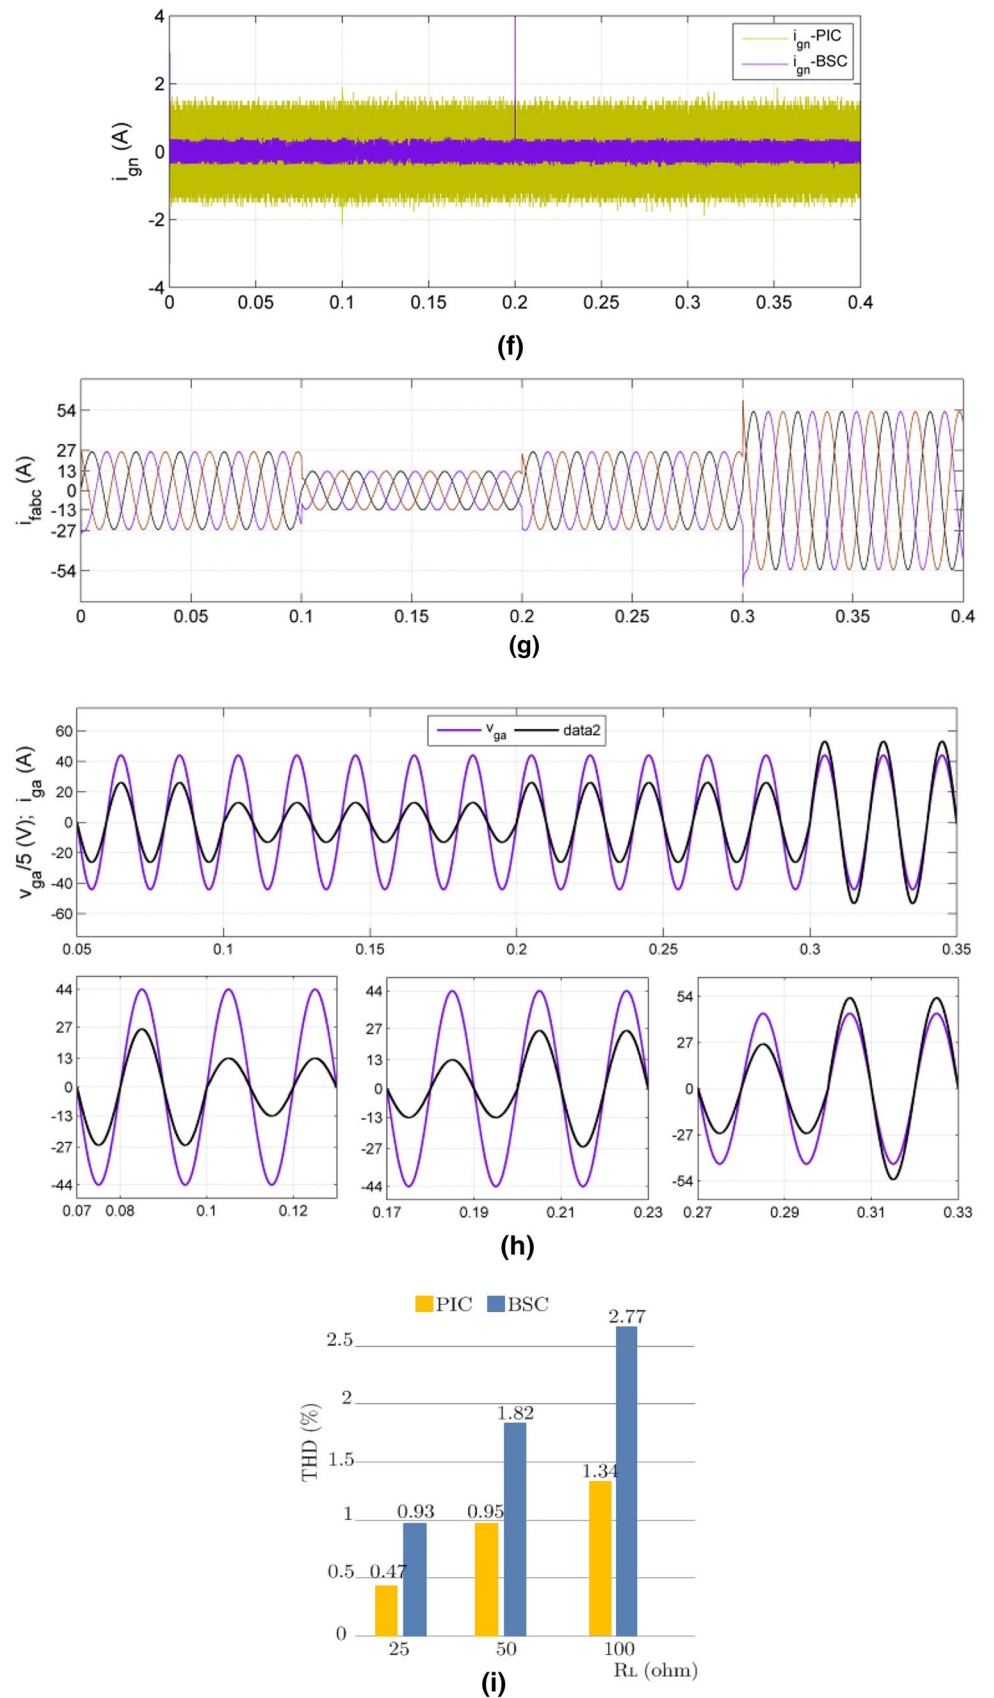 4
i_gn-PIC
i_gn-BSC
2
i_gn (A)
0
-2
-4
0 0.05 0.1 0.15 0.2 0.25 0.3 0.35 0.4
(f)
54
27
13
0
-13
-27
-54
i_fabc (A)
0 0.05 0.1 0.15 0.2 0.25 0.3 0.35 0.4
(g)
v_ga data2
60
40
20
0
-20
-40
-60
v_ga/5 (V); i_ga (A)
0.05 0.1 0.15 0.2 0.25 0.3 0.35
44
27
13
0
-13
-27
-44
0.07 0.08 0.1 0.12
44
27
13
0
-13
-27
-44
0.17 0.19 0.21 0.23
54
27
0
-27
-54
0.27 0.29 0.31 0.33
(h)
PIC BSC
2.77
2.5
2
1.82
1.5
1.34
1
0.93 0.95
0.5
0.47
0
THD (%)
25 50 100
RL (ohm)
(i)